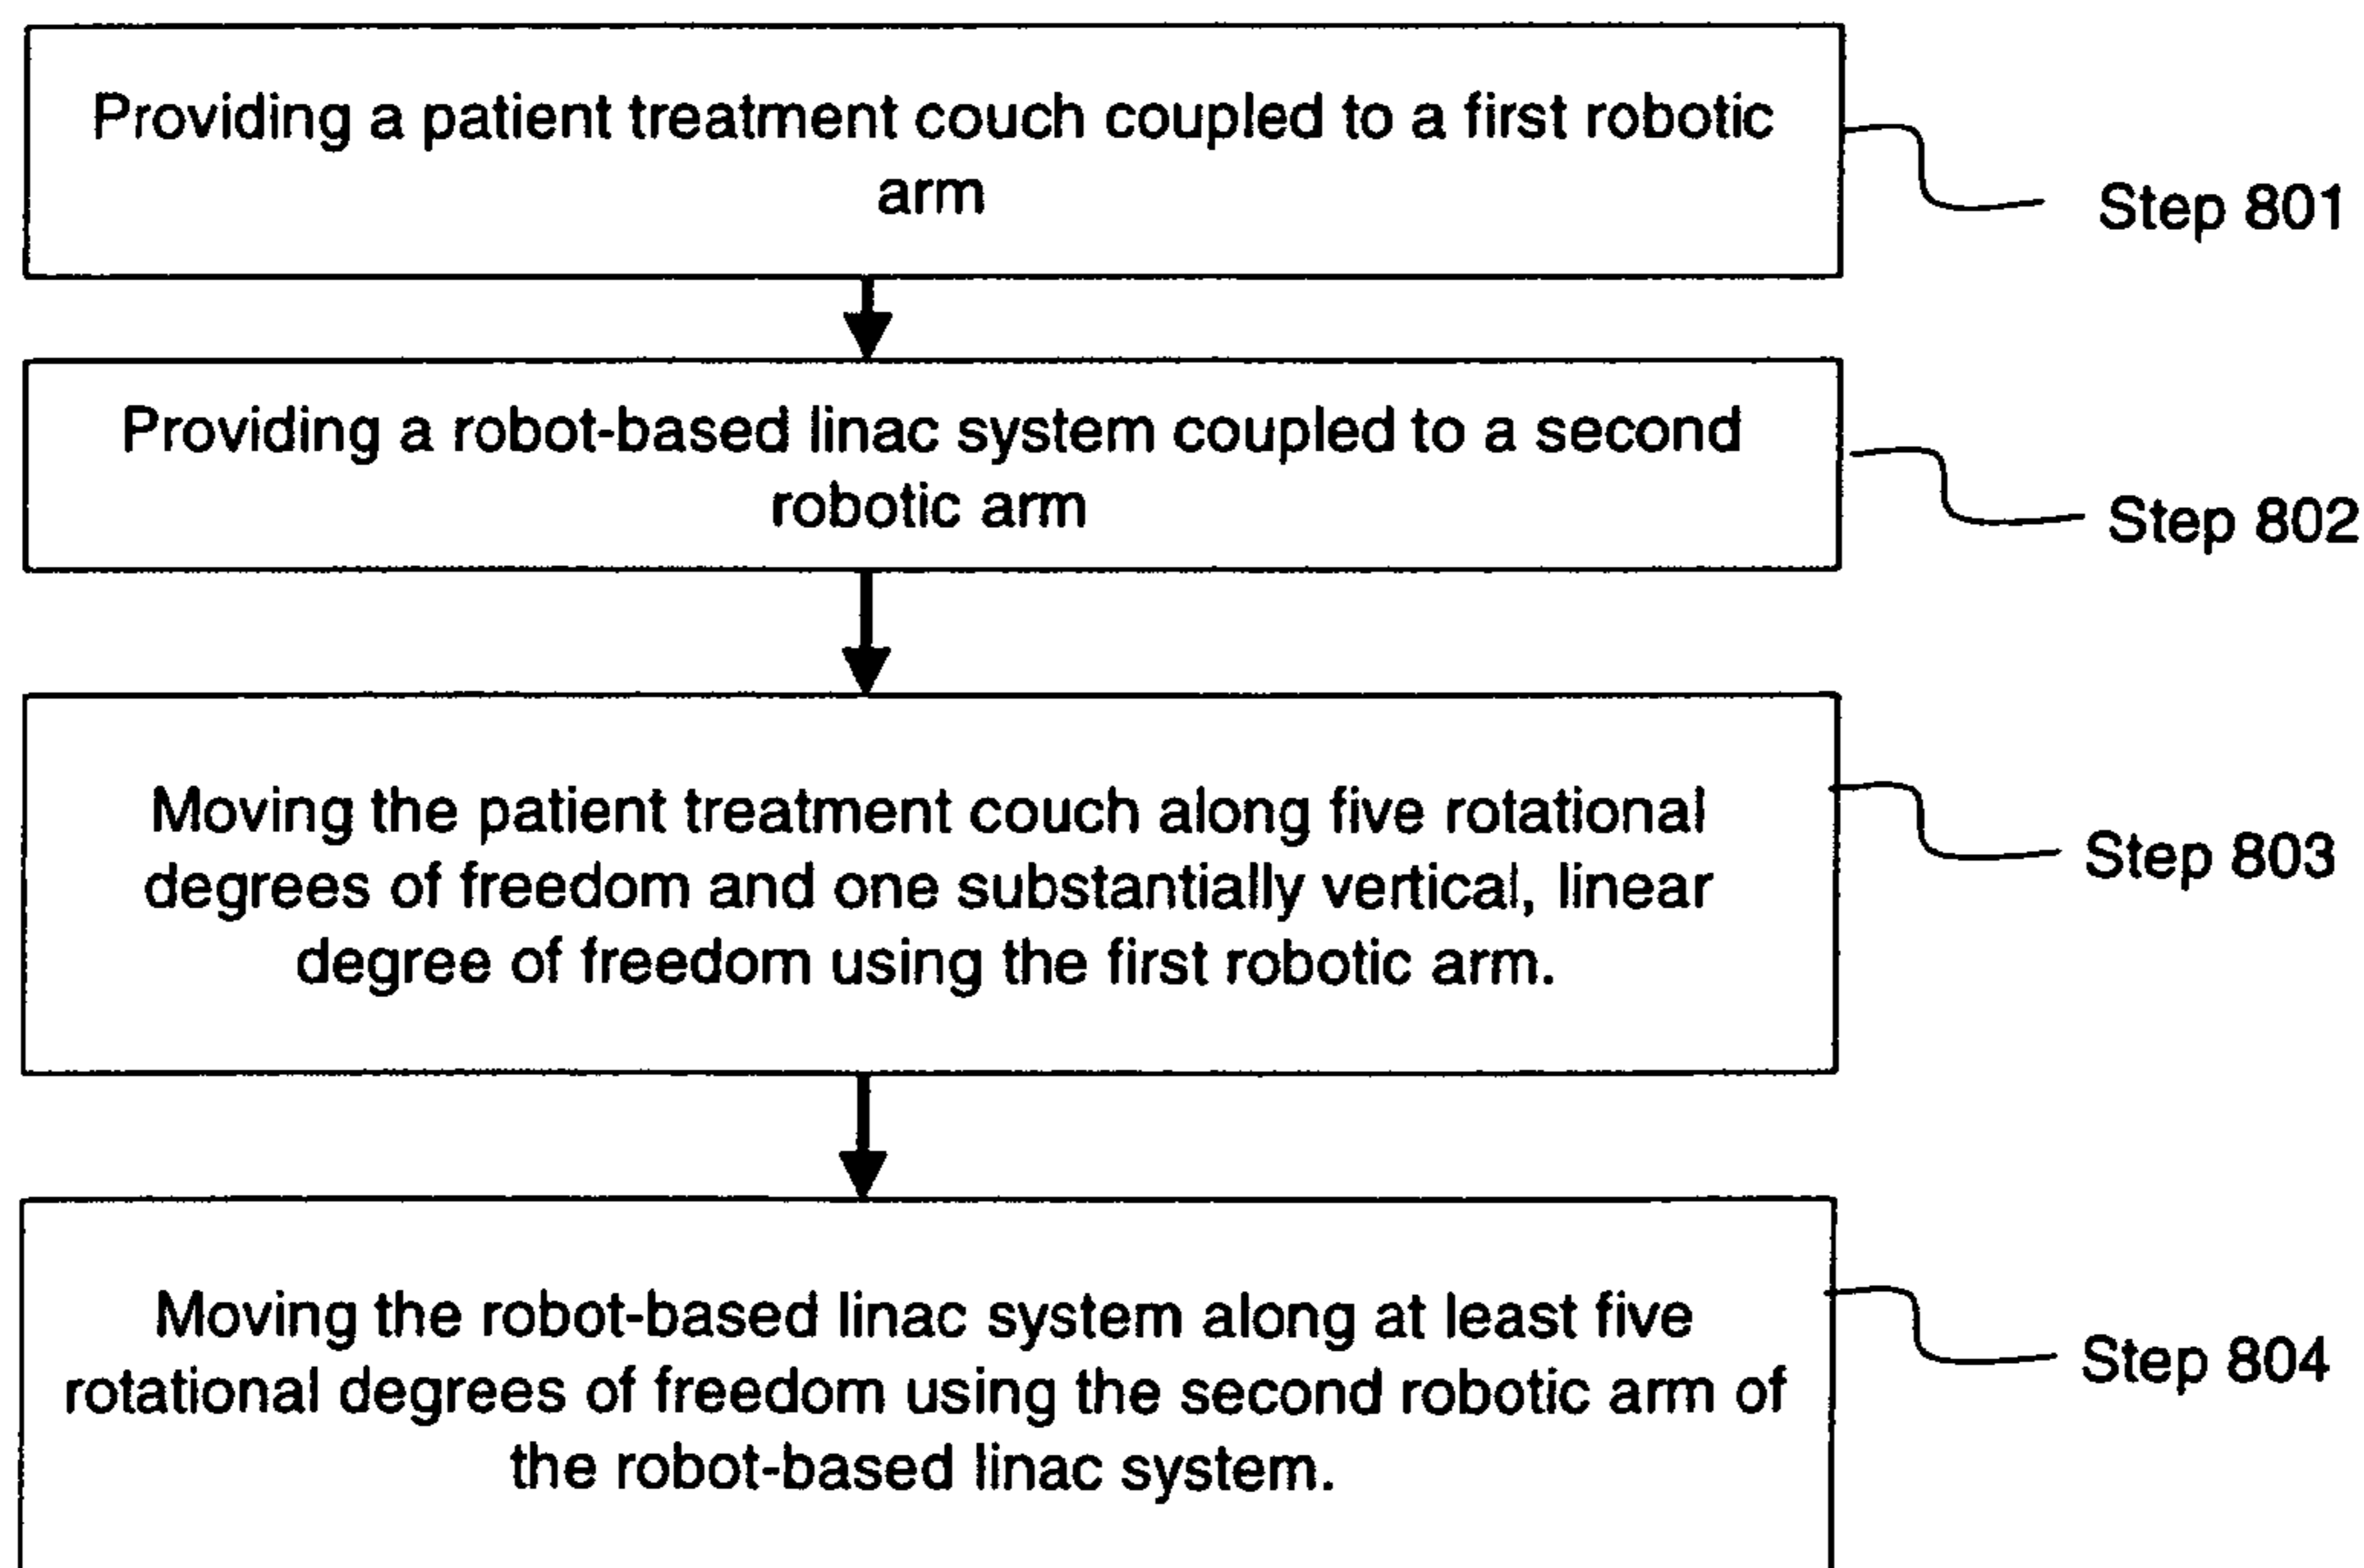 Providing a patient treatment couch coupled to a first robotic
arm
Step 801
Providing a robot-based linac system coupled to a second
robotic arm
Step 802
Moving the patient treatment couch along five rotational
degrees of freedom and one substantially vertical, linear
degree of freedom using the first robotic arm.
Step 803
Moving the robot-based linac system along at least five
rotational degrees of freedom using the second robotic arm of
the robot-based linac system.
Step 804